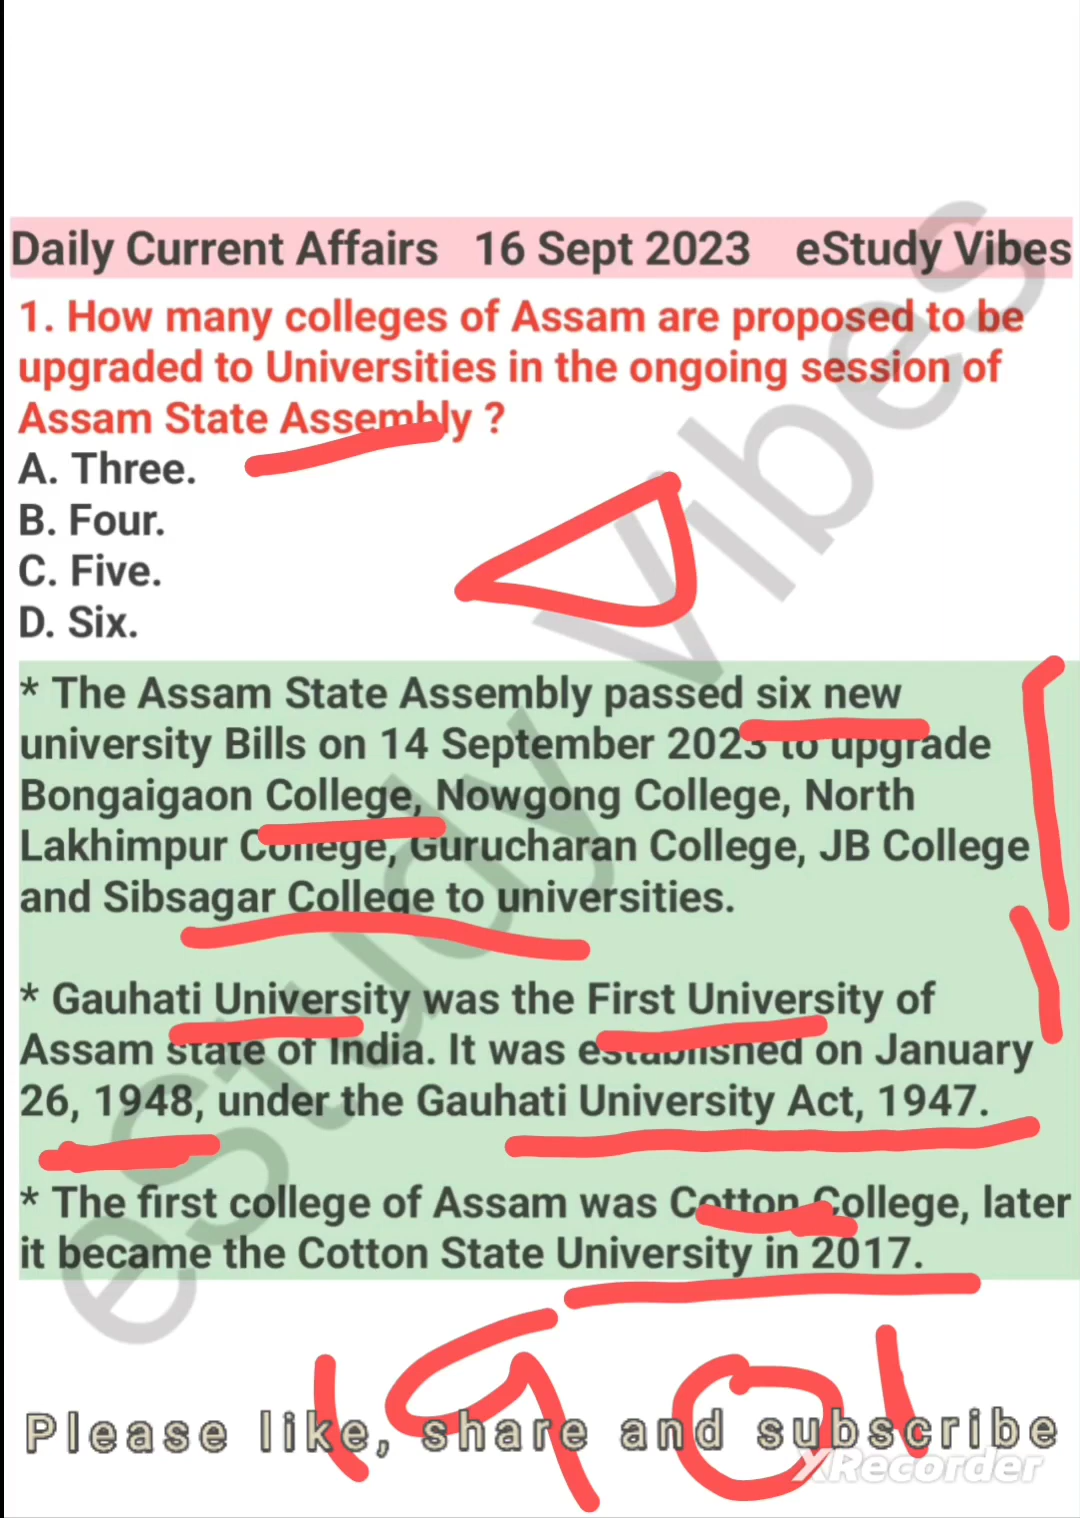 Daily Current Affairs 16 Sept 2023 eStudy Vibes
1. How many colleges of Assam are proposed to be
upgraded to Universities in the ongoing session of
Assam State Assembly ?
A. Three.
B. Four.
C. Five.
D. Six.
* The Assam State Assembly passed six new
university Bills on 14 September 2023 to upgrade
Bongaigaon College, Nowgong College, North
Lakhimpur College, Gurucharan College, JB College
and Sibsagar College to universities.
* Gauhati University was the First University of
Assam state of India. It was established on January
26, 1948, under the Gauhati University Act, 1947.
* The first college of Assam was Cotton College, later
it became the Cotton State University in 2017.
1901
Please like, share and subscribe
XRecorder
eStudy Vibes